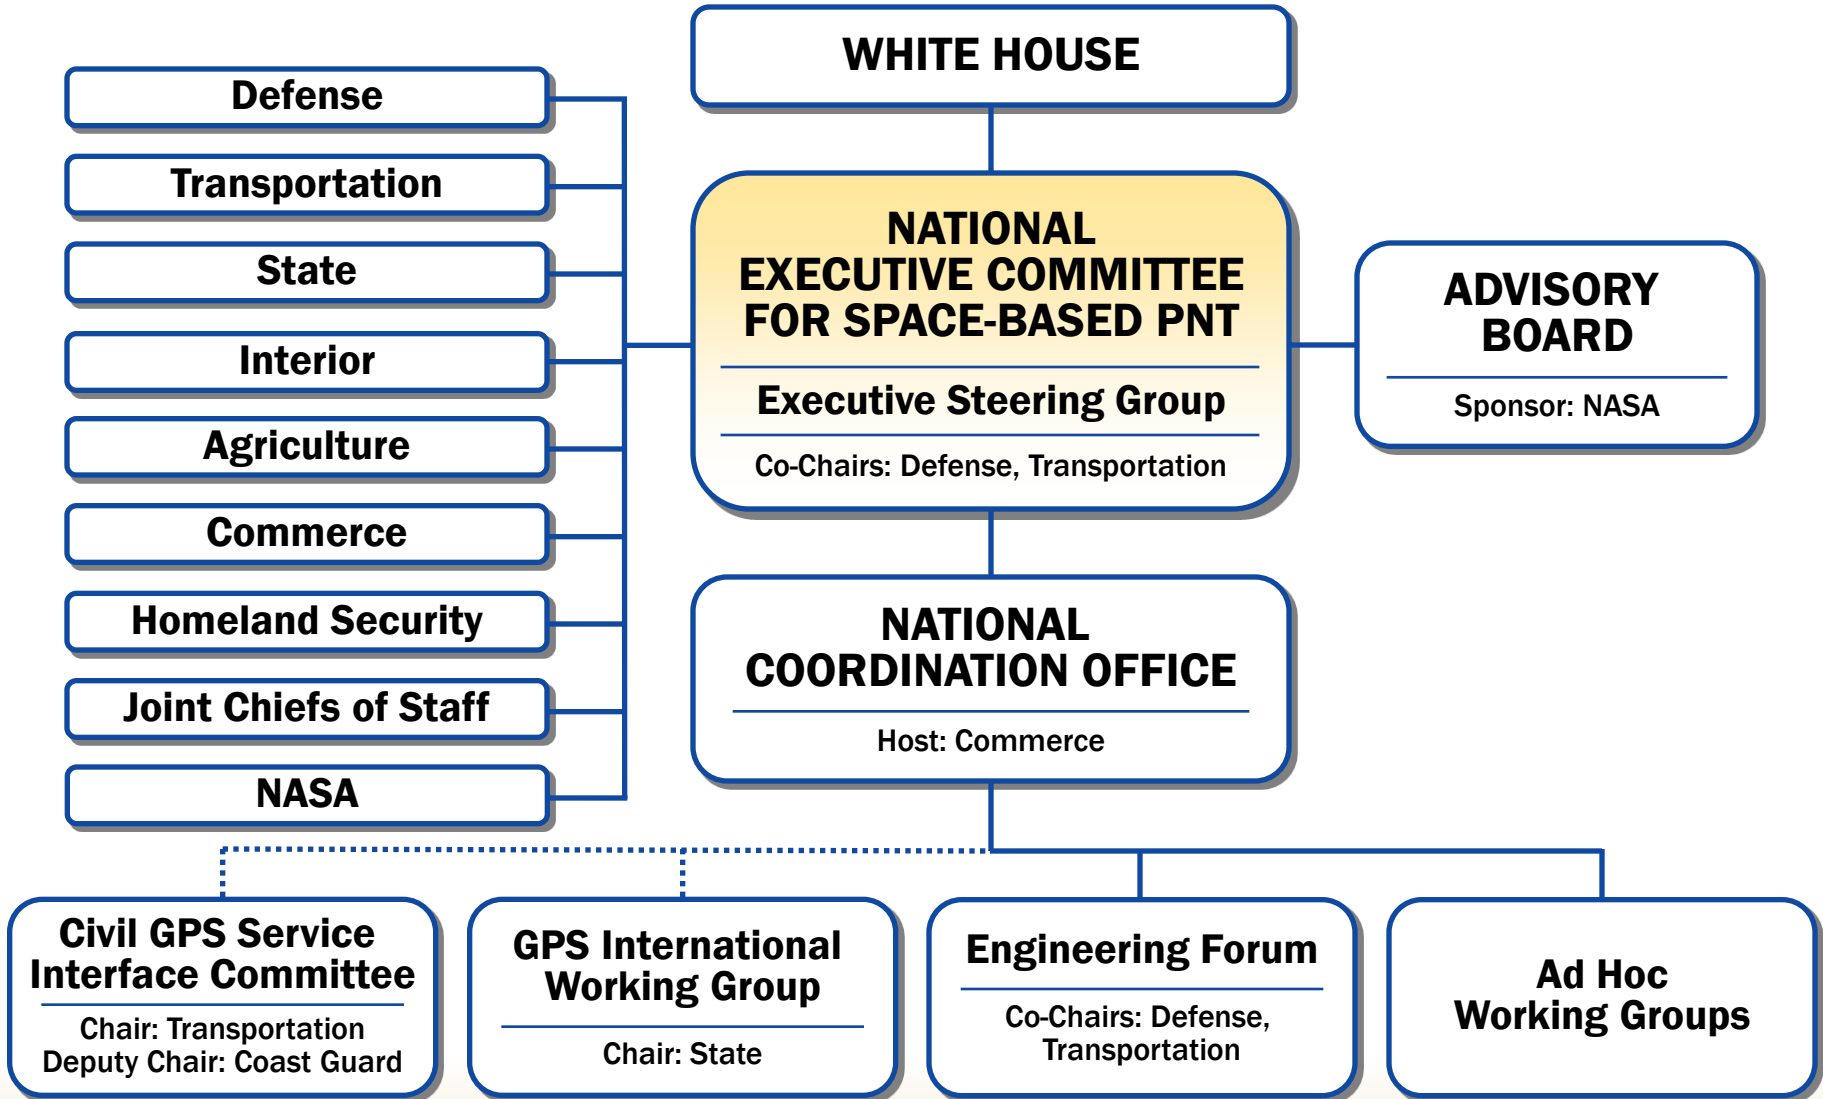 WHITE HOUSE
Defense
Transportation
State
Interior
Agriculture
Commerce
Homeland Security
Joint Chiefs of Staff
NASA
NATIONAL
EXECUTIVE COMMITTEE
FOR SPACE-BASED PNT
Executive Steering Group
Co-Chairs: Defense, Transportation
ADVISORY
BOARD
Sponsor: NASA
NATIONAL
COORDINATION OFFICE
Host: Commerce
Civil GPS Service
Interface Committee
Chair: Transportation
Deputy Chair: Coast Guard
GPS International
Working Group
Chair: State
Engineering Forum
Co-Chairs: Defense,
Transportation
Ad Hoc
Working Groups